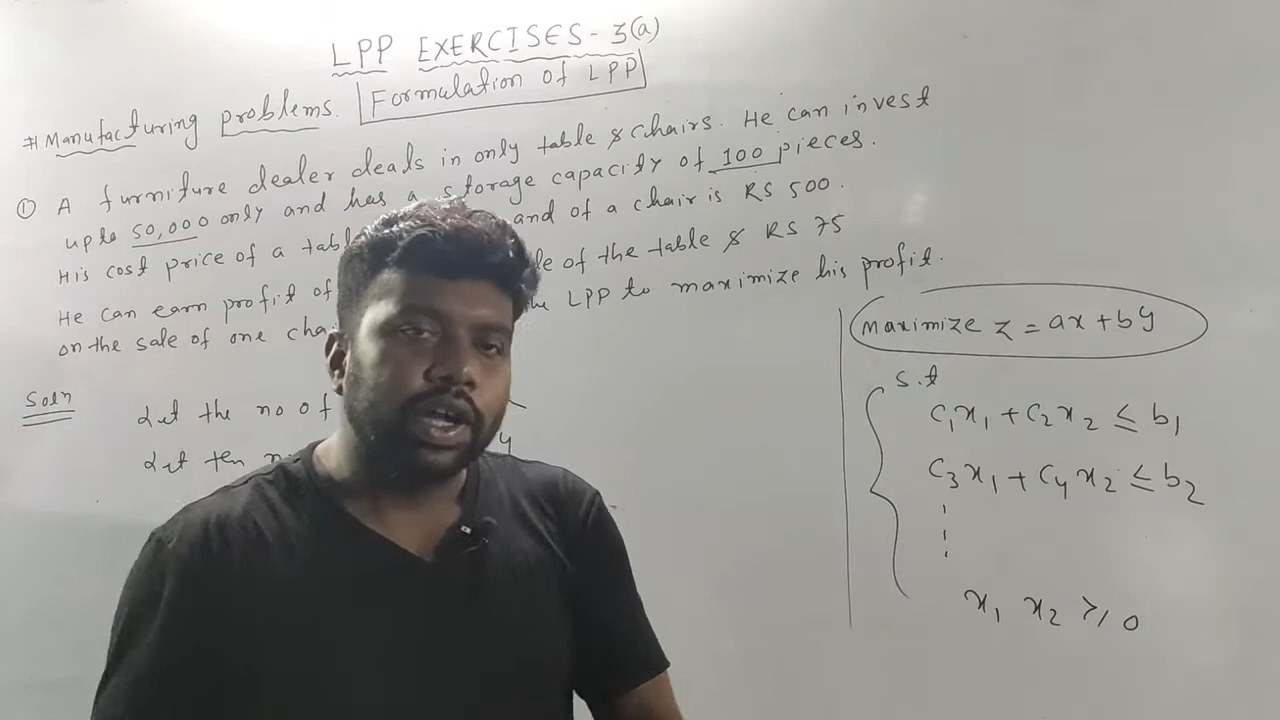 LPP EXERCISES - 3(a)
Formulation of LPP
# Manufacturing problems.
① A furniture dealer deals in only table & chairs. He can invest
upto 50,000 only and has a storage capacity of 100 pieces.
His cost price of a and of a chair is RS 500.
He can earn profit of of the table & RS 75
on the sale of one LPP to maximize his profit.
Soln
Let the no of
Let
y
Maximize z = ax + by
s.t
c₁x₁ + c₂x₂ ≤ b₁
c₃x₁ + c₄x₂ ≤ b₂
x₁ x₂ ≥ 0